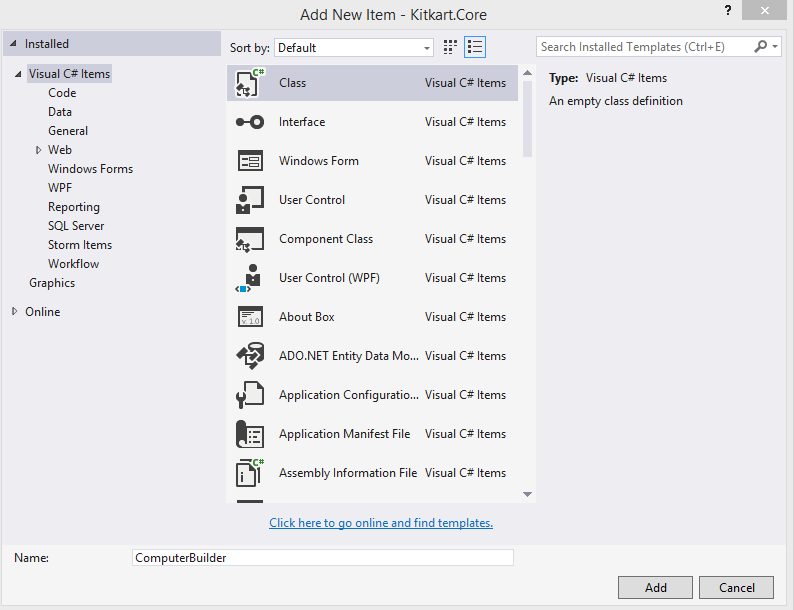 Add New Item - Kitkart.Core
?
Installed
Sort by: Default
Search Installed Templates (Ctrl+E)
Visual C# Items
Code
Data
General
Web
Windows Forms
WPF
Reporting
SQL Server
Storm Items
Workflow
Graphics
Online
C# Class Visual C# Items
Interface Visual C# Items
Windows Form Visual C# Items
User Control Visual C# Items
Component Class Visual C# Items
User Control (WPF) Visual C# Items
v. 1.0 About Box Visual C# Items
ADO.NET Entity Data Mo... Visual C# Items
Application Configuratio... Visual C# Items
Application Manifest File Visual C# Items
C# Assembly Information File Visual C# Items
Type: Visual C# Items
An empty class definition
Click here to go online and find templates.
Name: ComputerBuilder
Add Cancel